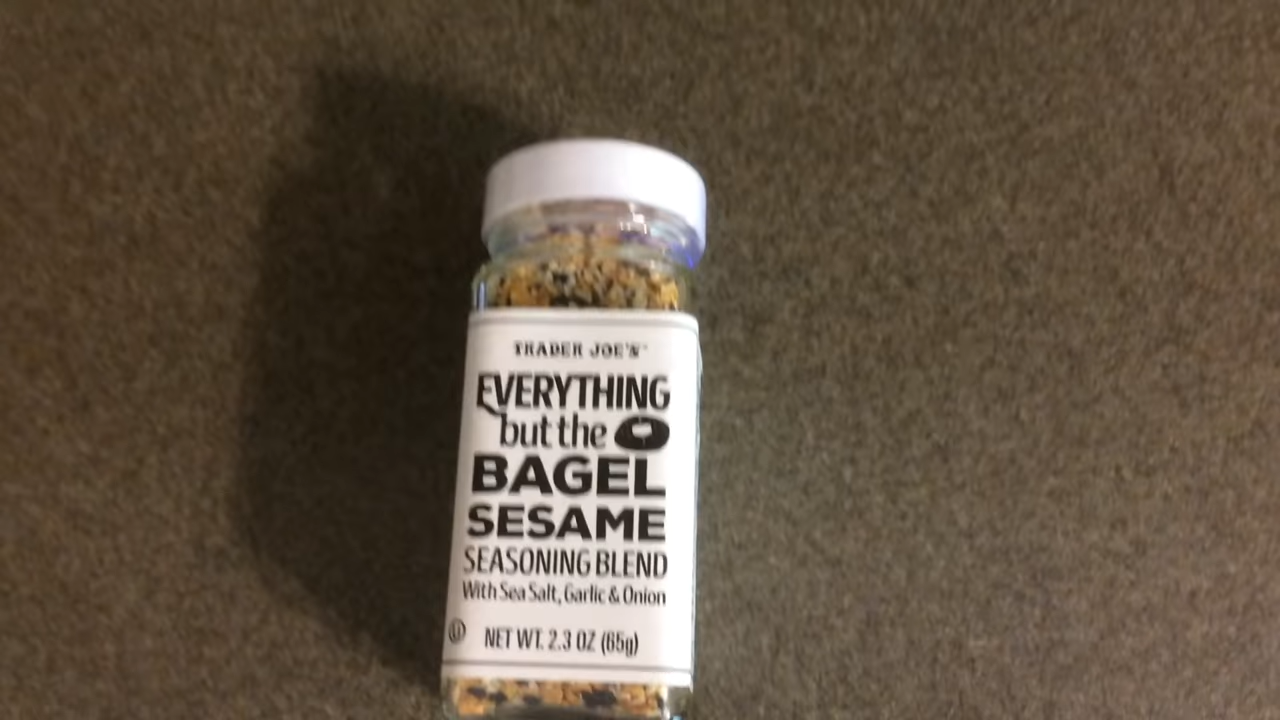 TRADER JOE'S
EVERYTHING
but the
BAGEL
SESAME
SEASONING BLEND
With Sea Salt, Garlic & Onion
U
NET WT. 2.3 OZ (65g)